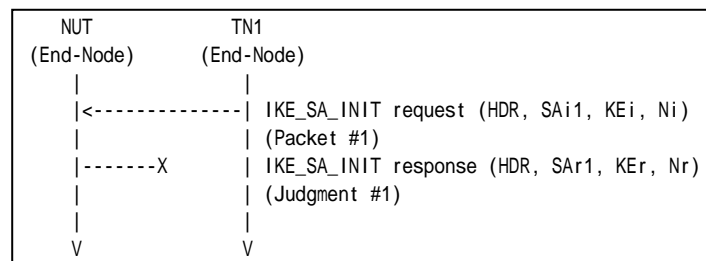 NUT TN1
(End-Node) (End-Node)
| |
|<--------------| IKE_SA_INIT request (HDR, SAi1, KEi, Ni)
| | (Packet #1)
|-------X | IKE_SA_INIT response (HDR, SAr1, KEr, Nr)
| | (Judgment #1)
| |
V V